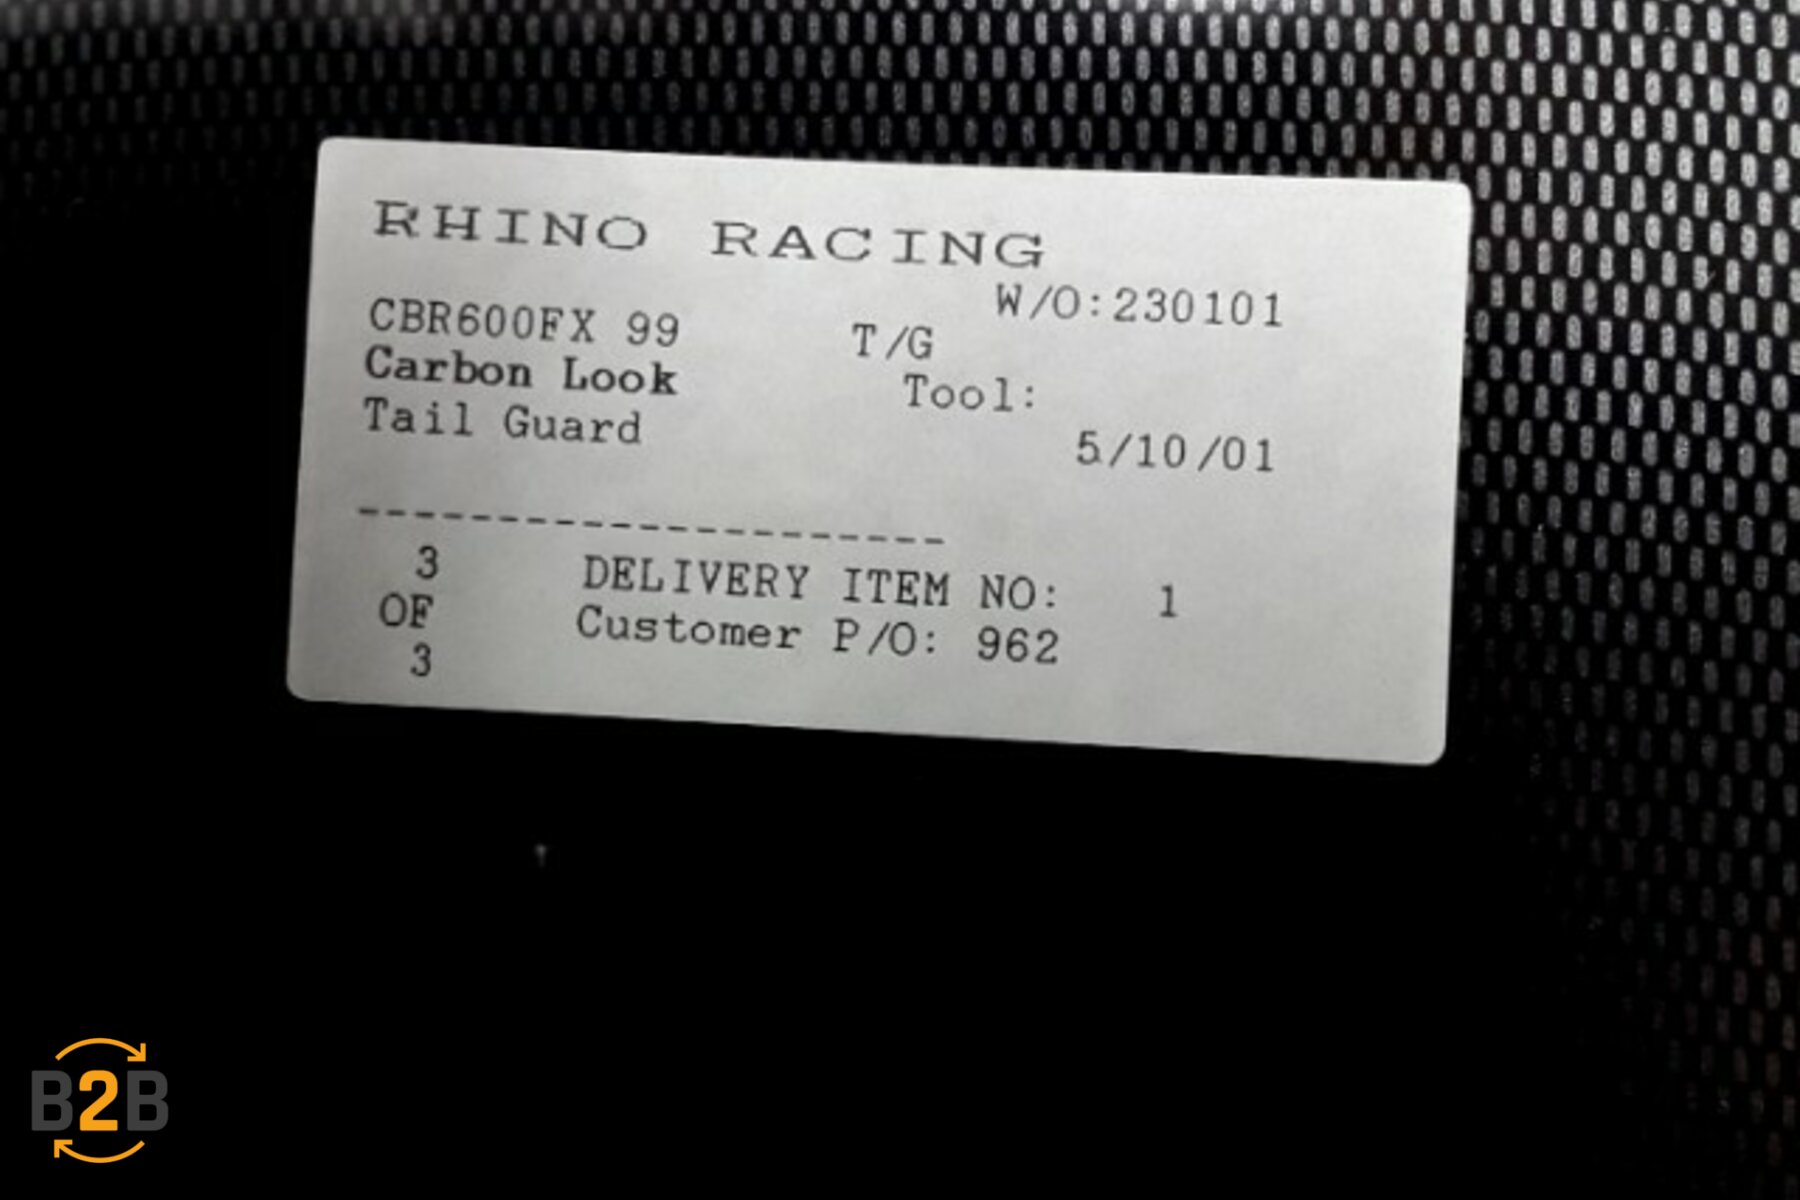 RHINO RACING
W/O:230101
CBR600FX 99 T/G
Carbon Look Tool:
Tail Guard 5/10/01
---------------------
3 DELIVERY ITEM NO: 1
OF Customer P/O: 962
3
B2B